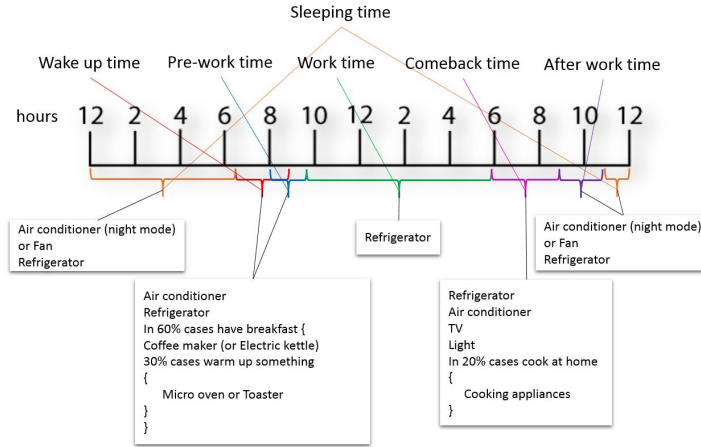 Sleeping time
Wake up time Pre-work time Work time Comeback time After work time
hours 12 2 4 6 8 10 12 2 4 6 8 10 12
Air conditioner (night mode)
or Fan
Refrigerator
Air conditioner
Refrigerator
In 60% cases have breakfast {
Coffee maker (or Electric kettle)
30% cases warm up something
{
Micro oven or Toaster
}
}
Refrigerator
Refrigerator
Air conditioner
TV
Light
In 20% cases cook at home
{
Cooking appliances
}
Air conditioner (night mode)
or Fan
Refrigerator